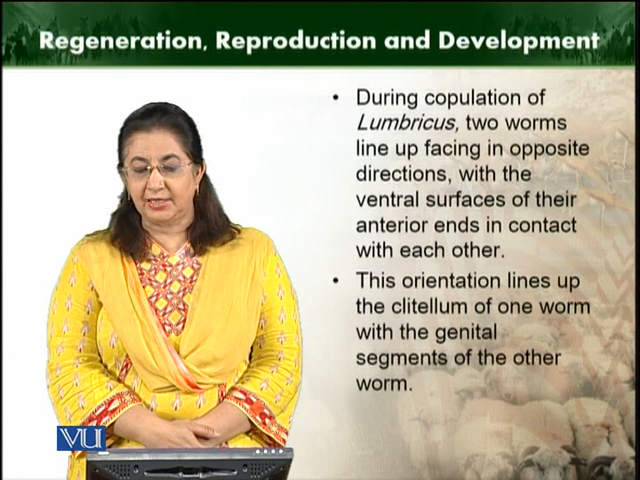 Regeneration, Reproduction and Development
• During copulation of
Lumbricus, two worms
line up facing in opposite
directions, with the
ventral surfaces of their
anterior ends in contact
with each other.
• This orientation lines up
the clitellum of one worm
with the genital
segments of the other
worm.
VU